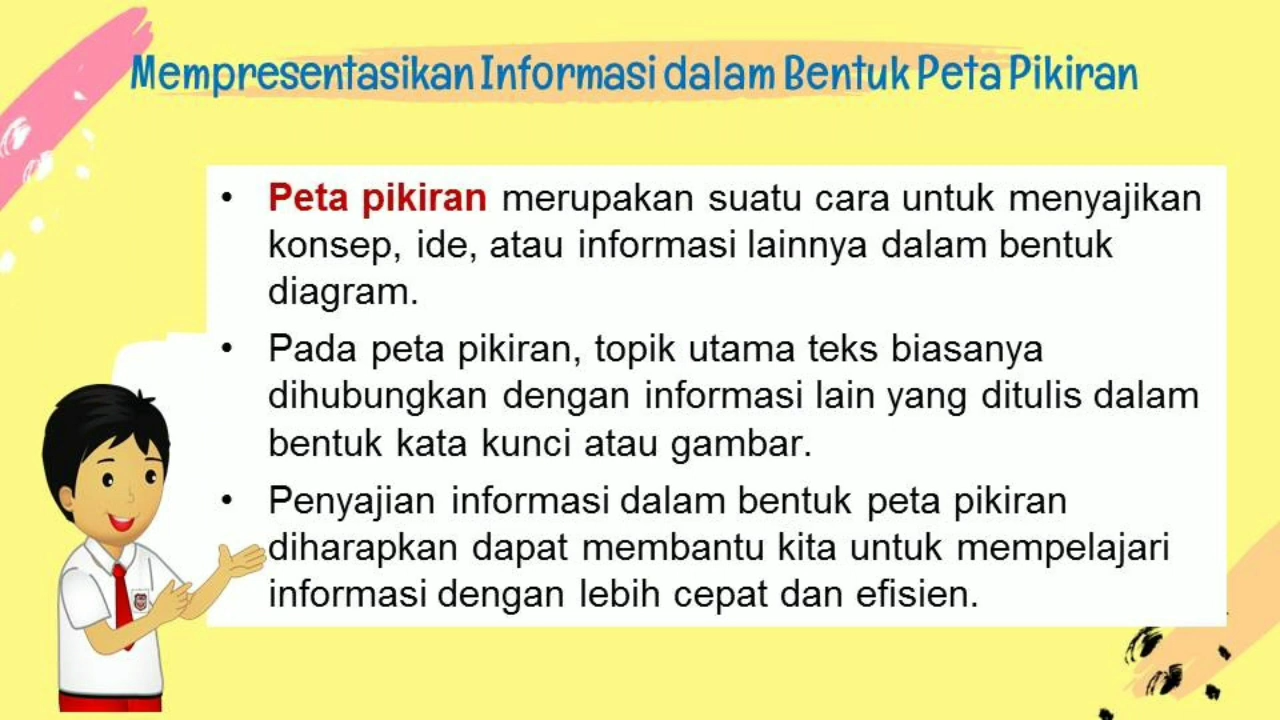 Mempresentasikan Informasi dalam Bentuk Peta Pikiran
• Peta pikiran merupakan suatu cara untuk menyajikan
konsep, ide, atau informasi lainnya dalam bentuk
diagram.
• Pada peta pikiran, topik utama teks biasanya
dihubungkan dengan informasi lain yang ditulis dalam
bentuk kata kunci atau gambar.
• Penyajian informasi dalam bentuk peta pikiran
diharapkan dapat membantu kita untuk mempelajari
informasi dengan lebih cepat dan efisien.